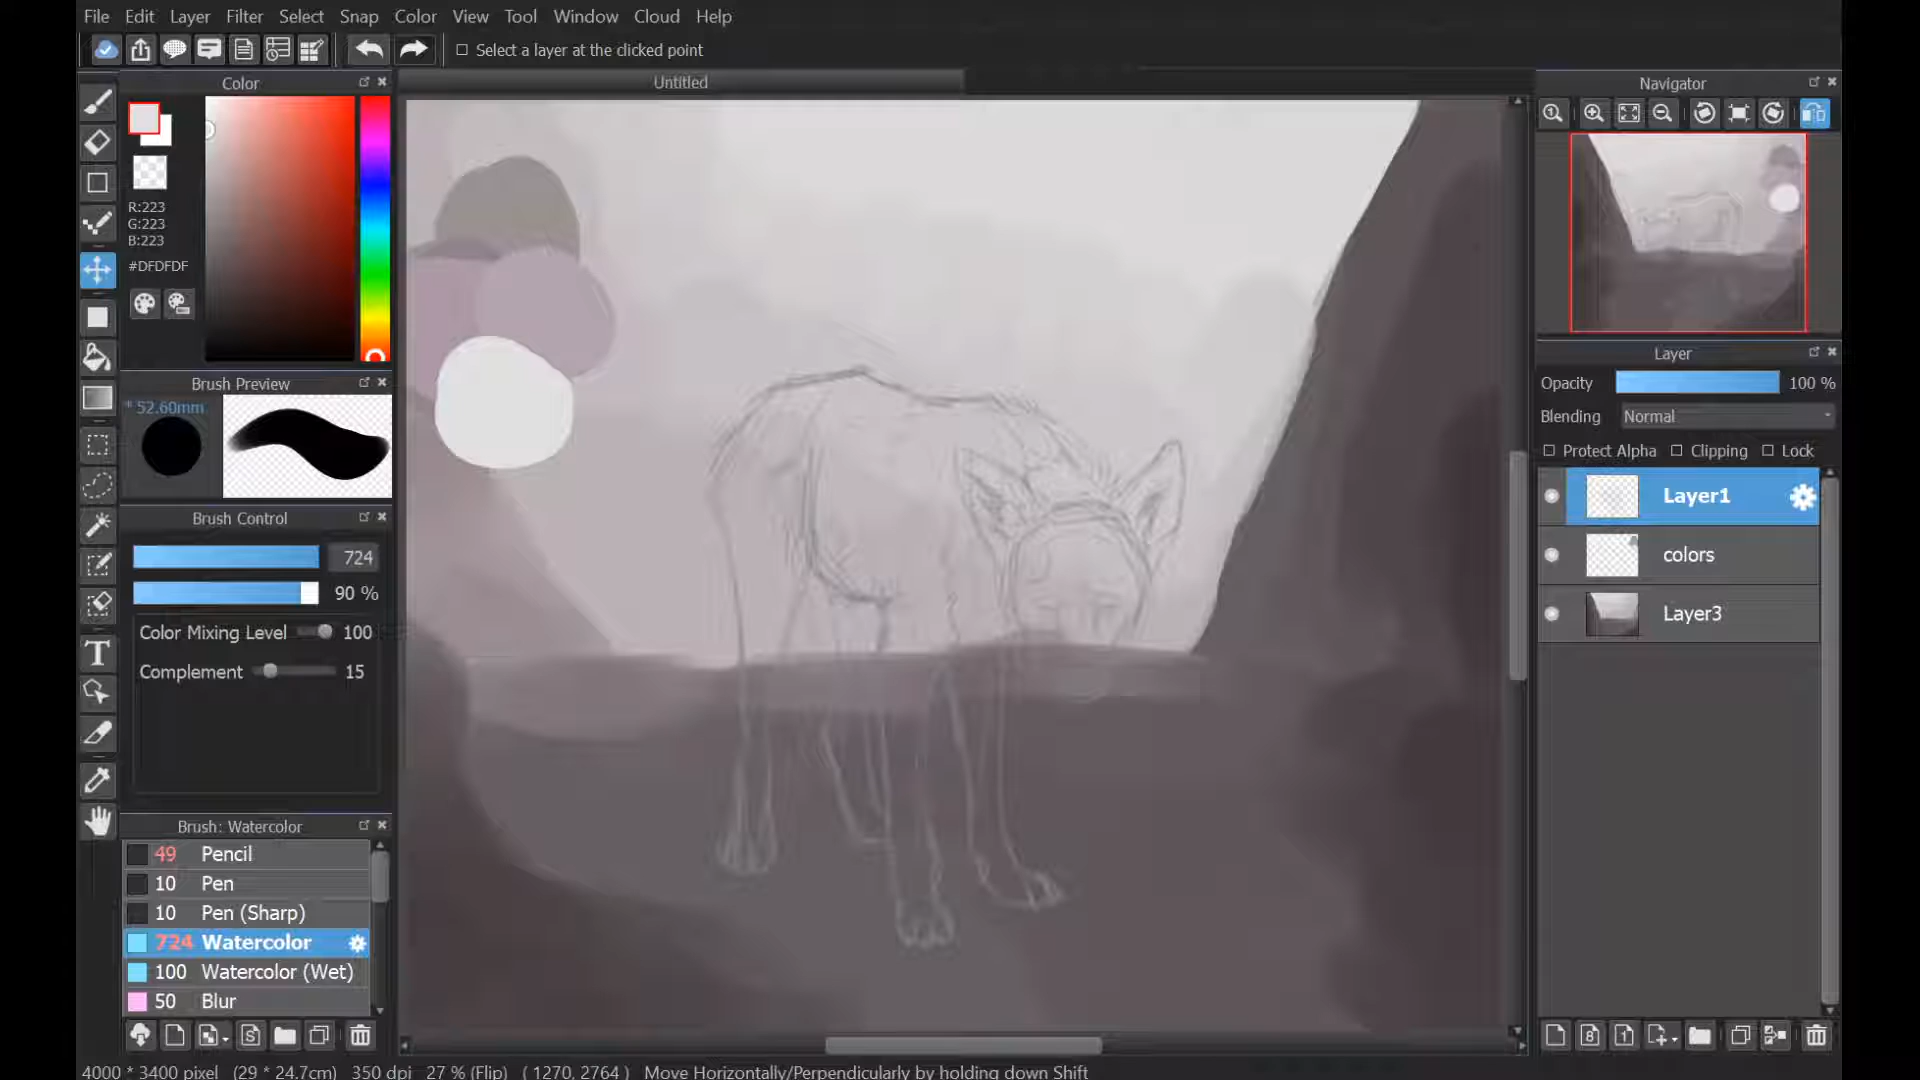 File Edit Layer Filter Select Snap Color View Tool Window Cloud Help
Select a layer at the clicked point
Color
Untitled
Navigator
R:223
G:223
B:223
#DFDFDF
Brush Preview
* 52.60mm
Brush Control
724
90 %
Color Mixing Level 100
Complement 15
Brush: Watercolor
49 Pencil
10 Pen
10 Pen (Sharp)
724 Watercolor
100 Watercolor (Wet)
50 Blur
Layer
Opacity 100 %
Blending Normal
Protect Alpha Clipping Lock
Layer1
colors
Layer3
4000 * 3400 pixel (29 * 24.7cm) 350 dpi 27 % (Flip) ( 1270, 2764 ) Move Horizontally/Perpendicularly by holding down Shift